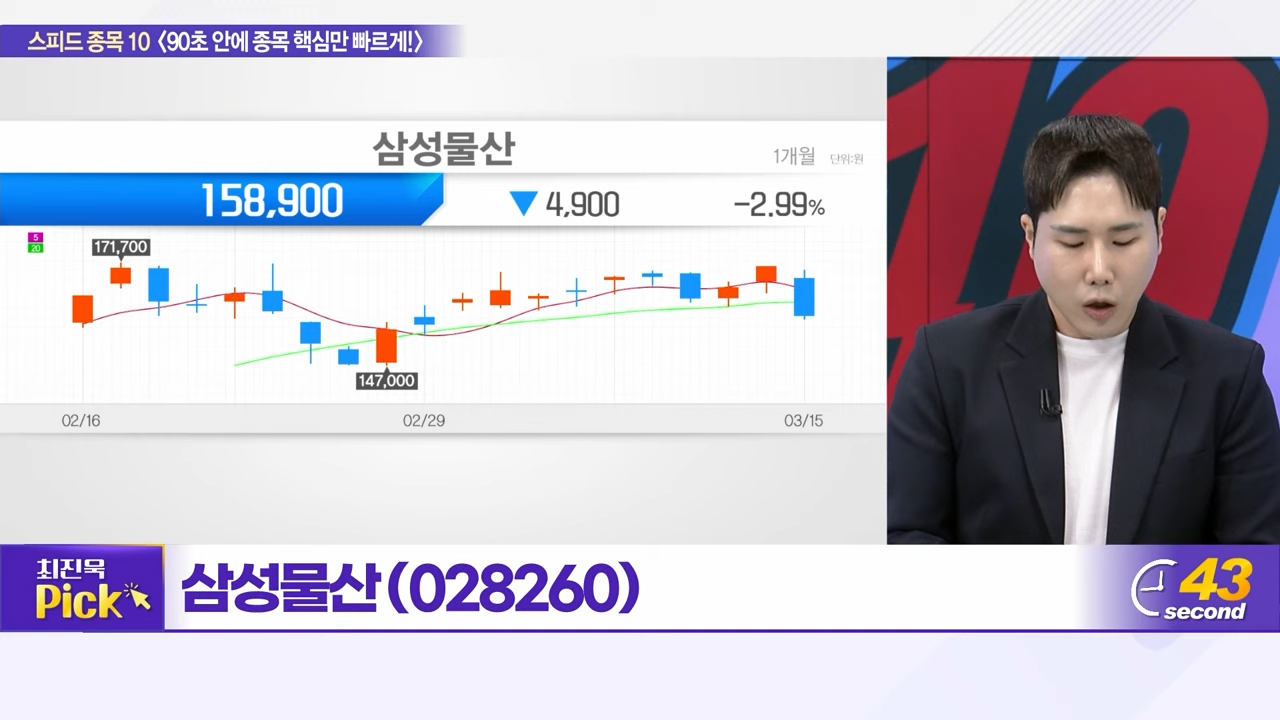 스피드 종목 10 〈90초 안에 종목 핵심만 빠르게!〉
삼성물산
1개월 단위:원
158,900 ▼ 4,900 -2.99%
5
20
171,700
147,000
02/16 02/29 03/15
10
최진욱
Pick
삼성물산(028260)
43
second